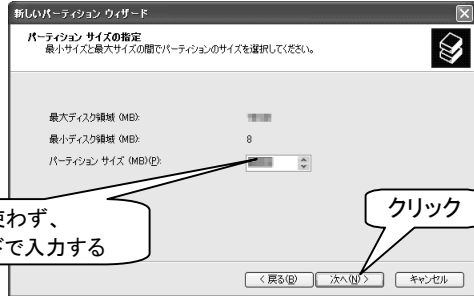 新しいパーティション ウィザード
パーティション サイズの指定
最小サイズと最大サイズの間でパーティションのサイズを選択してください。
最大ディスク領域 (MB):
最小ディスク領域 (MB): 8
パーティション サイズ (MB)(P):
使わず、
で入力する
クリック
< 戻る(B) 次へ(N) > キャンセル